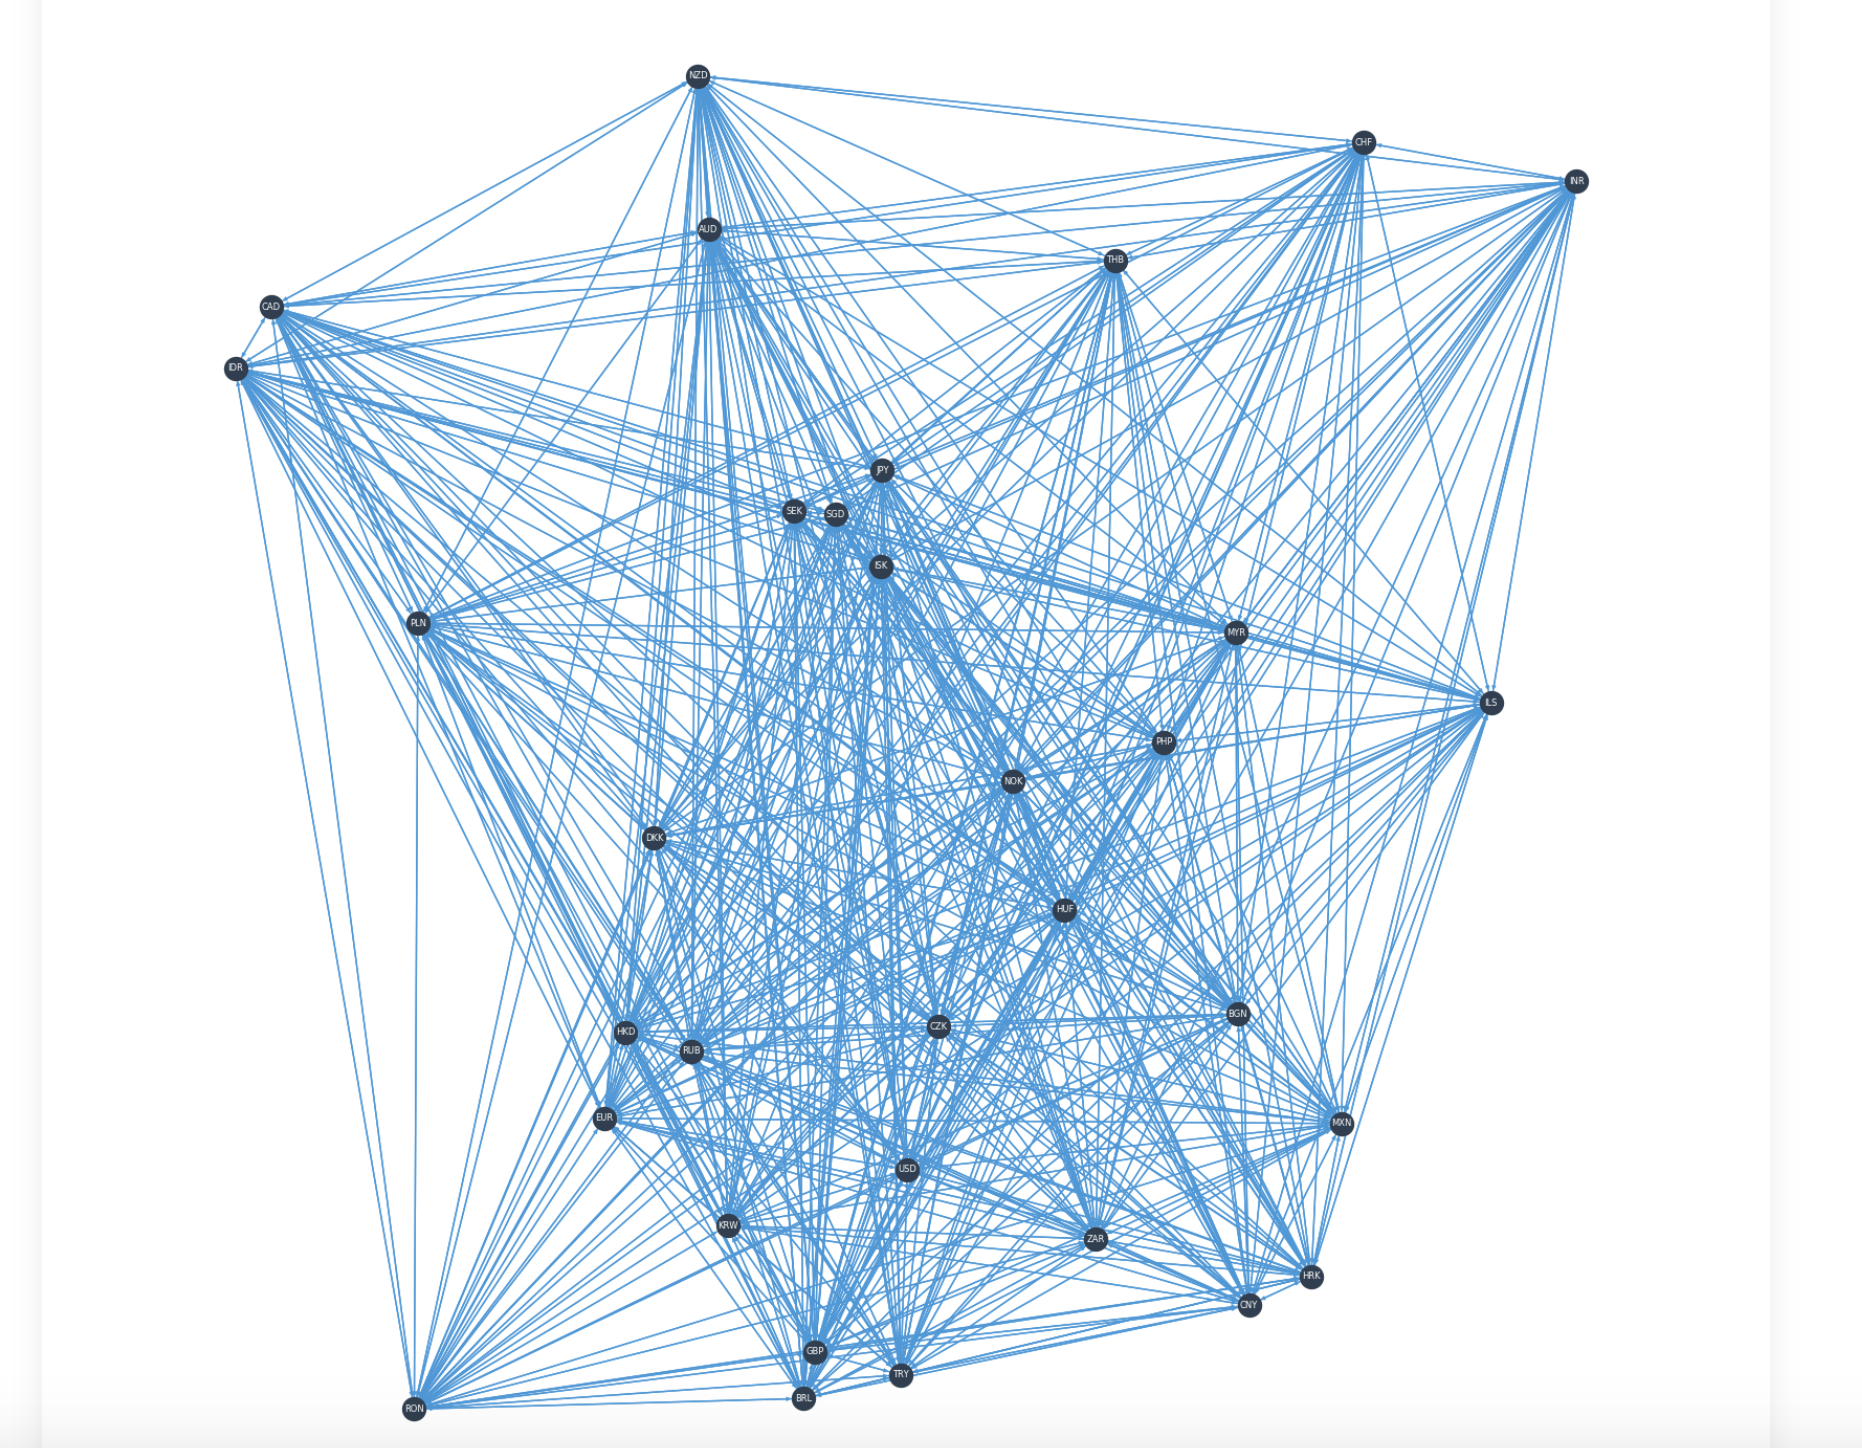 NZD
CHF
INR
AUD
THB
CAD
IDR
JPY
SEK
SGD
ISK
PLN
MYR
ILS
PHP
NOK
DKK
HUF
BGN
CZK
HKD
RUB
EUR
MXN
USD
KRW
ZAR
HRK
CNY
GBP
TRY
BRL
RON